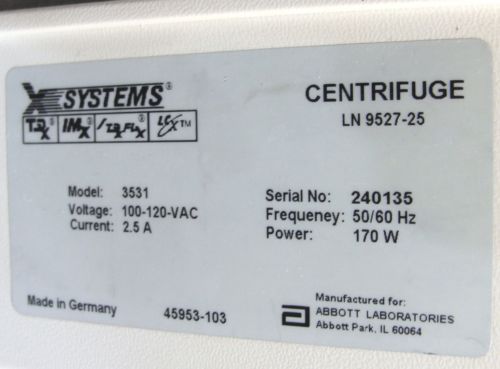 X SYSTEMS®
TDx® IMx® /TDxFLx® LCx™
CENTRIFUGE
LN 9527-25
Model: 3531
Voltage: 100-120-VAC
Current: 2.5 A
Serial No: 240135
Frequeney: 50/60 Hz
Power: 170 W
Made in Germany
45953-103
Manufactured for:
ABBOTT LABORATORIES
Abbott Park, IL 60064